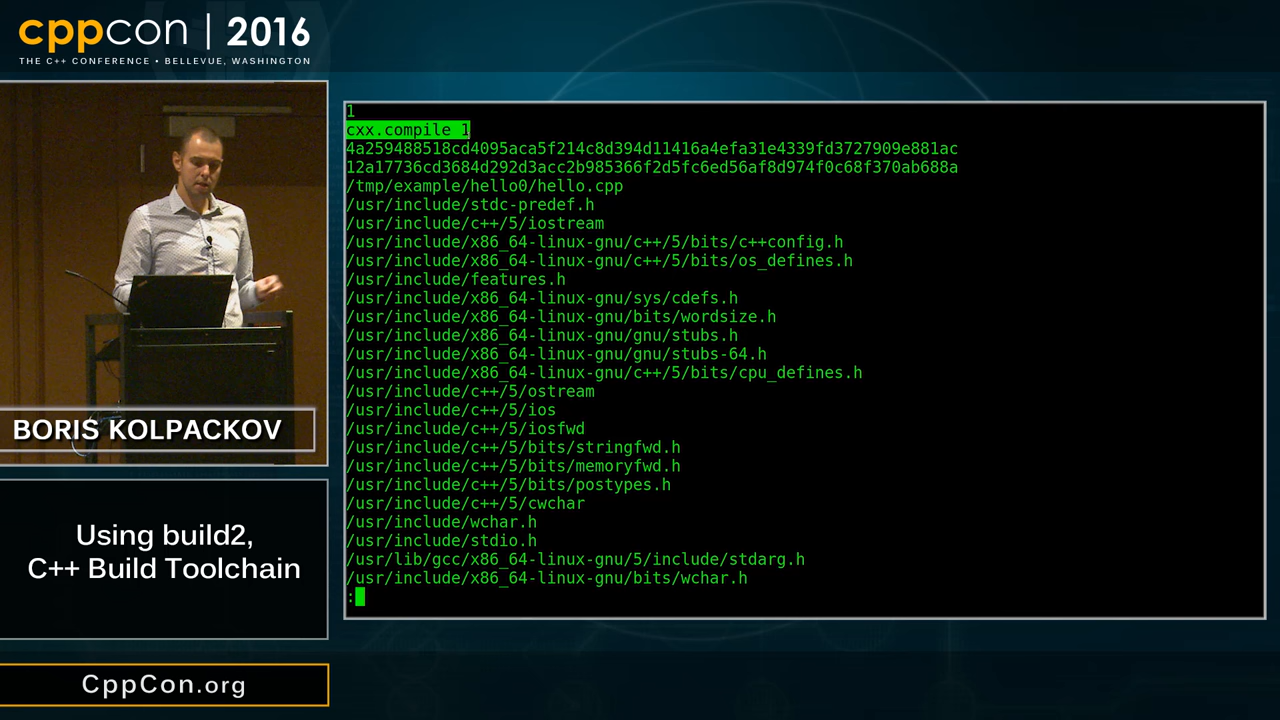 cppcon | 2016
THE C++ CONFERENCE • BELLEVUE, WASHINGTON
BORIS KOLPACKOV
Using build2,
C++ Build Toolchain
CppCon.org
1
cxx.compile 1
4a259488518cd4095aca5f214c8d394d11416a4efa31e4339fd3727909e881ac
12a17736cd3684d292d3acc2b985366f2d5fc6ed56af8d974f0c68f370ab688a
/tmp/example/hello0/hello.cpp
/usr/include/stdc-predef.h
/usr/include/c++/5/iostream
/usr/include/x86_64-linux-gnu/c++/5/bits/c++config.h
/usr/include/x86_64-linux-gnu/c++/5/bits/os_defines.h
/usr/include/features.h
/usr/include/x86_64-linux-gnu/sys/cdefs.h
/usr/include/x86_64-linux-gnu/bits/wordsize.h
/usr/include/x86_64-linux-gnu/gnu/stubs.h
/usr/include/x86_64-linux-gnu/gnu/stubs-64.h
/usr/include/x86_64-linux-gnu/c++/5/bits/cpu_defines.h
/usr/include/c++/5/ostream
/usr/include/c++/5/ios
/usr/include/c++/5/iosfwd
/usr/include/c++/5/bits/stringfwd.h
/usr/include/c++/5/bits/memoryfwd.h
/usr/include/c++/5/bits/postypes.h
/usr/include/c++/5/cwchar
/usr/include/wchar.h
/usr/include/stdio.h
/usr/lib/gcc/x86_64-linux-gnu/5/include/stdarg.h
/usr/include/x86_64-linux-gnu/bits/wchar.h
: